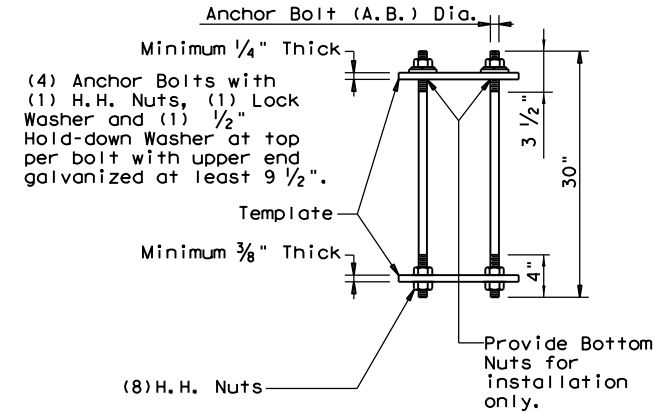 Anchor Bolt (A.B.) Dia.
Minimum 1/4" Thick
(4) Anchor Bolts with
(1) H.H. Nuts, (1) Lock
Washer and (1) 1/2"
Hold-down Washer at top
per bolt with upper end
galvanized at least 9 1/2".
3 1/2"
30"
Template
Minimum 3/8" Thick
4"
(8)H.H. Nuts
Provide Bottom
Nuts for
installation
only.